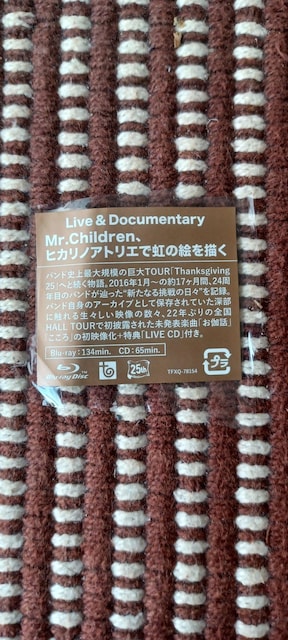 Live & Documentary
Mr.Children、
ヒカリノアトリエで虹の絵を描く
バンド史上最大規模の巨大TOUR「Thanksgiving
25」へと続く物語。2016年1月〜の約17ヶ月間、24周
年目のバンドが辿った“新たなる挑戦の日々”を記録。
バンド自身のアーカイブとして保存されていた深部
に触れる生々しい映像の数々、22年ぶりの全国
HALL TOURで初披露された未発表楽曲「お伽話」
「こころ」の初映像化+特典「LIVE CD」付き。
Blu-ray：134min. CD：65min.
Blu-ray Disc 25th TFXQ-78154 プラ